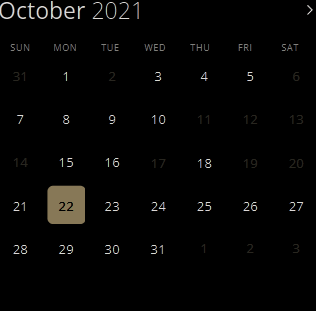 October 2021
SUN MON TUE WED THU FRI SAT
31 1 2 3 4 5 6
7 8 9 10 11 12 13
14 15 16 17 18 19 20
21 22 23 24 25 26 27
28 29 30 31 1 2 3